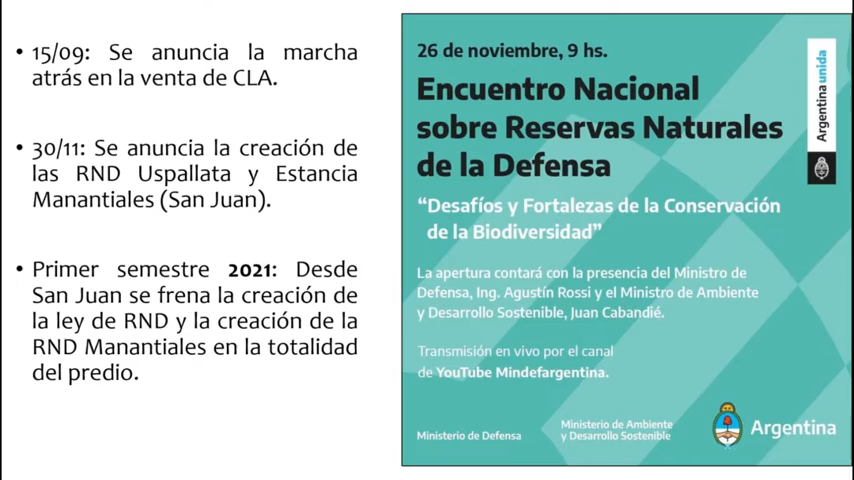 • 15/09: Se anuncia la marcha
atrás en la venta de CLA.
• 30/11: Se anuncia la creación de
las RND Uspallata y Estancia
Manantiales (San Juan).
• Primer semestre 2021: Desde
San Juan se frena la creación de
la ley de RND y la creación de la
RND Manantiales en la totalidad
del predio.
26 de noviembre, 9 hs.
Encuentro Nacional
sobre Reservas Naturales
de la Defensa
“Desafíos y Fortalezas de la Conservación
de la Biodiversidad”
La apertura contará con la presencia del Ministro de
Defensa, Ing. Agustín Rossi y el Ministro de Ambiente
y Desarrollo Sostenible, Juan Cabandié.
Transmisión en vivo por el canal
de YouTube Mindefargentina.
Ministerio de Defensa
Ministerio de Ambiente
y Desarrollo Sostenible
Argentina
Argentina unida